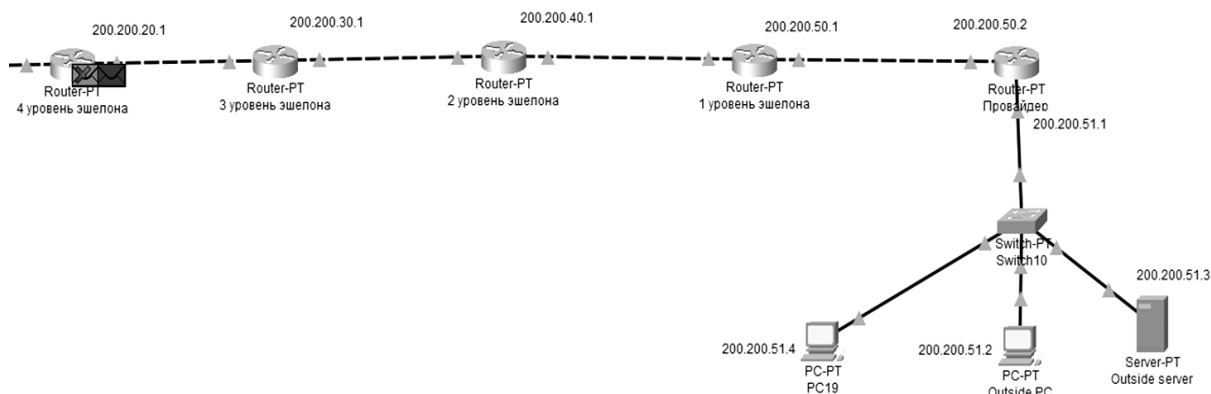 200.200.20.1
200.200.30.1
200.200.40.1
200.200.50.1
200.200.50.2
Router-PT
4 уровень эшелона
Router-PT
3 уровень эшелона
Router-PT
2 уровень эшелона
Router-PT
1 уровень эшелона
Router-PT
Провайдер
200.200.51.1
Switch-PT
Switch10
200.200.51.3
200.200.51.4
200.200.51.2
PC-PT
PC19
PC-PT
Outside PC
Server-PT
Outside server